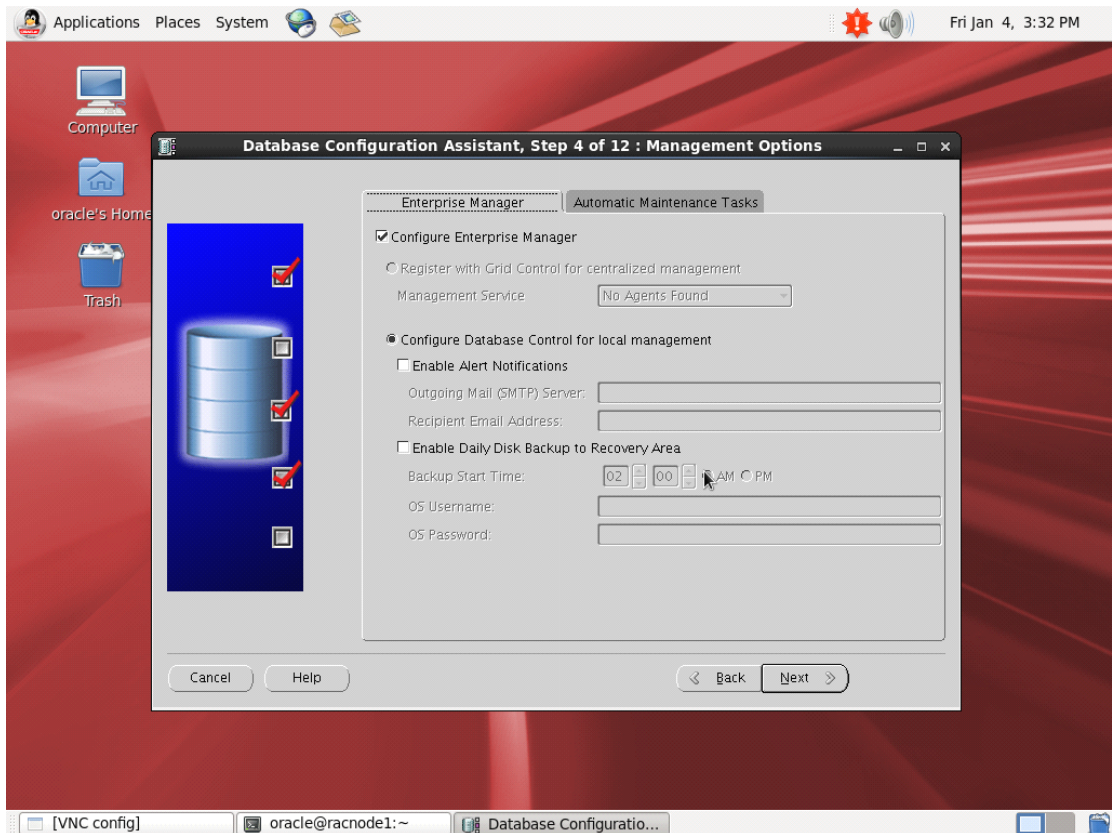 Applications Places System Fri Jan 4, 3:32 PM
Computer
oracle's Home
Trash
Database Configuration Assistant, Step 4 of 12 : Management Options
Enterprise Manager Automatic Maintenance Tasks
Configure Enterprise Manager
Register with Grid Control for centralized management
Management Service No Agents Found
Configure Database Control for local management
Enable Alert Notifications
Outgoing Mail (SMTP) Server:
Recipient Email Address:
Enable Daily Disk Backup to Recovery Area
Backup Start Time: 02 00 AM PM
OS Username:
OS Password:
Cancel Help Back Next
[VNC config] oracle@racnode1:~ Database Configuratio...